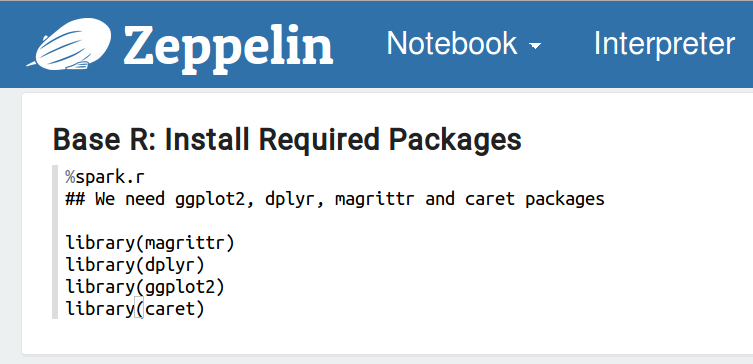 Zeppelin Notebook Interpreter
Base R: Install Required Packages
%spark.r
## We need ggplot2, dplyr, magrittr and caret packages
library(magrittr)
library(dplyr)
library(ggplot2)
library(caret)